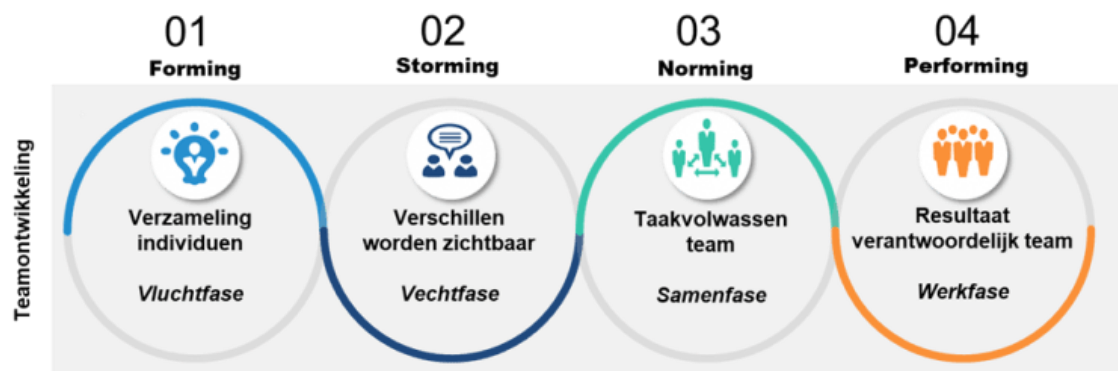 01
Forming
02
Storming
03
Norming
04
Performing
Teamontwikkeling
Verzameling
individuen
Vluchtfase
Verschillen
worden zichtbaar
Vechtfase
Taakvolwassen
team
Samenfase
Resultaat
verantwoordelijk team
Werkfase